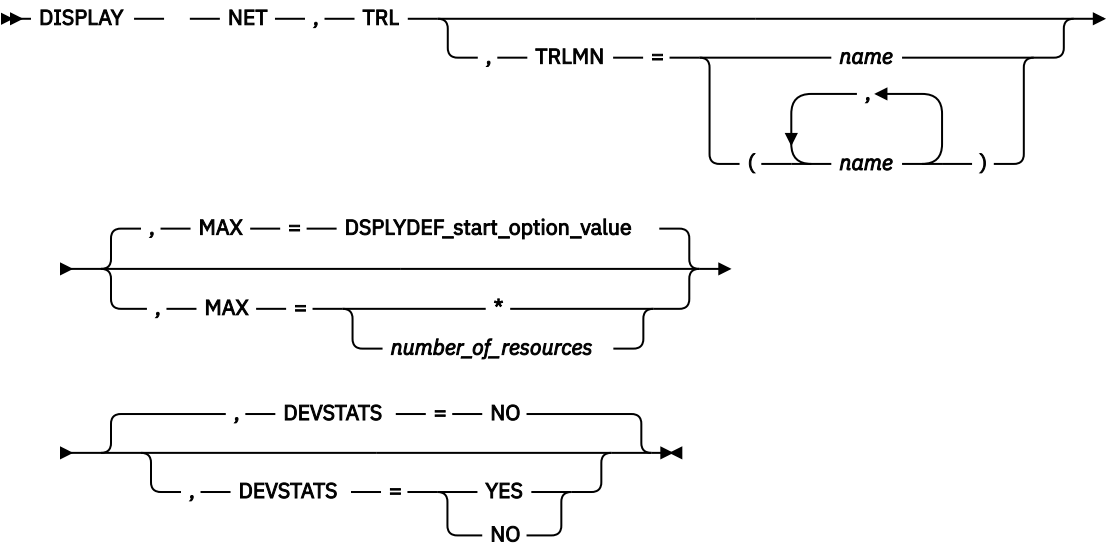 DISPLAY NET , TRL
, TRLMN = name
,
( name )
, MAX = DSPLYDEF_start_option_value
, MAX = *
number_of_resources
, DEVSTATS = NO
, DEVSTATS = YES
NO